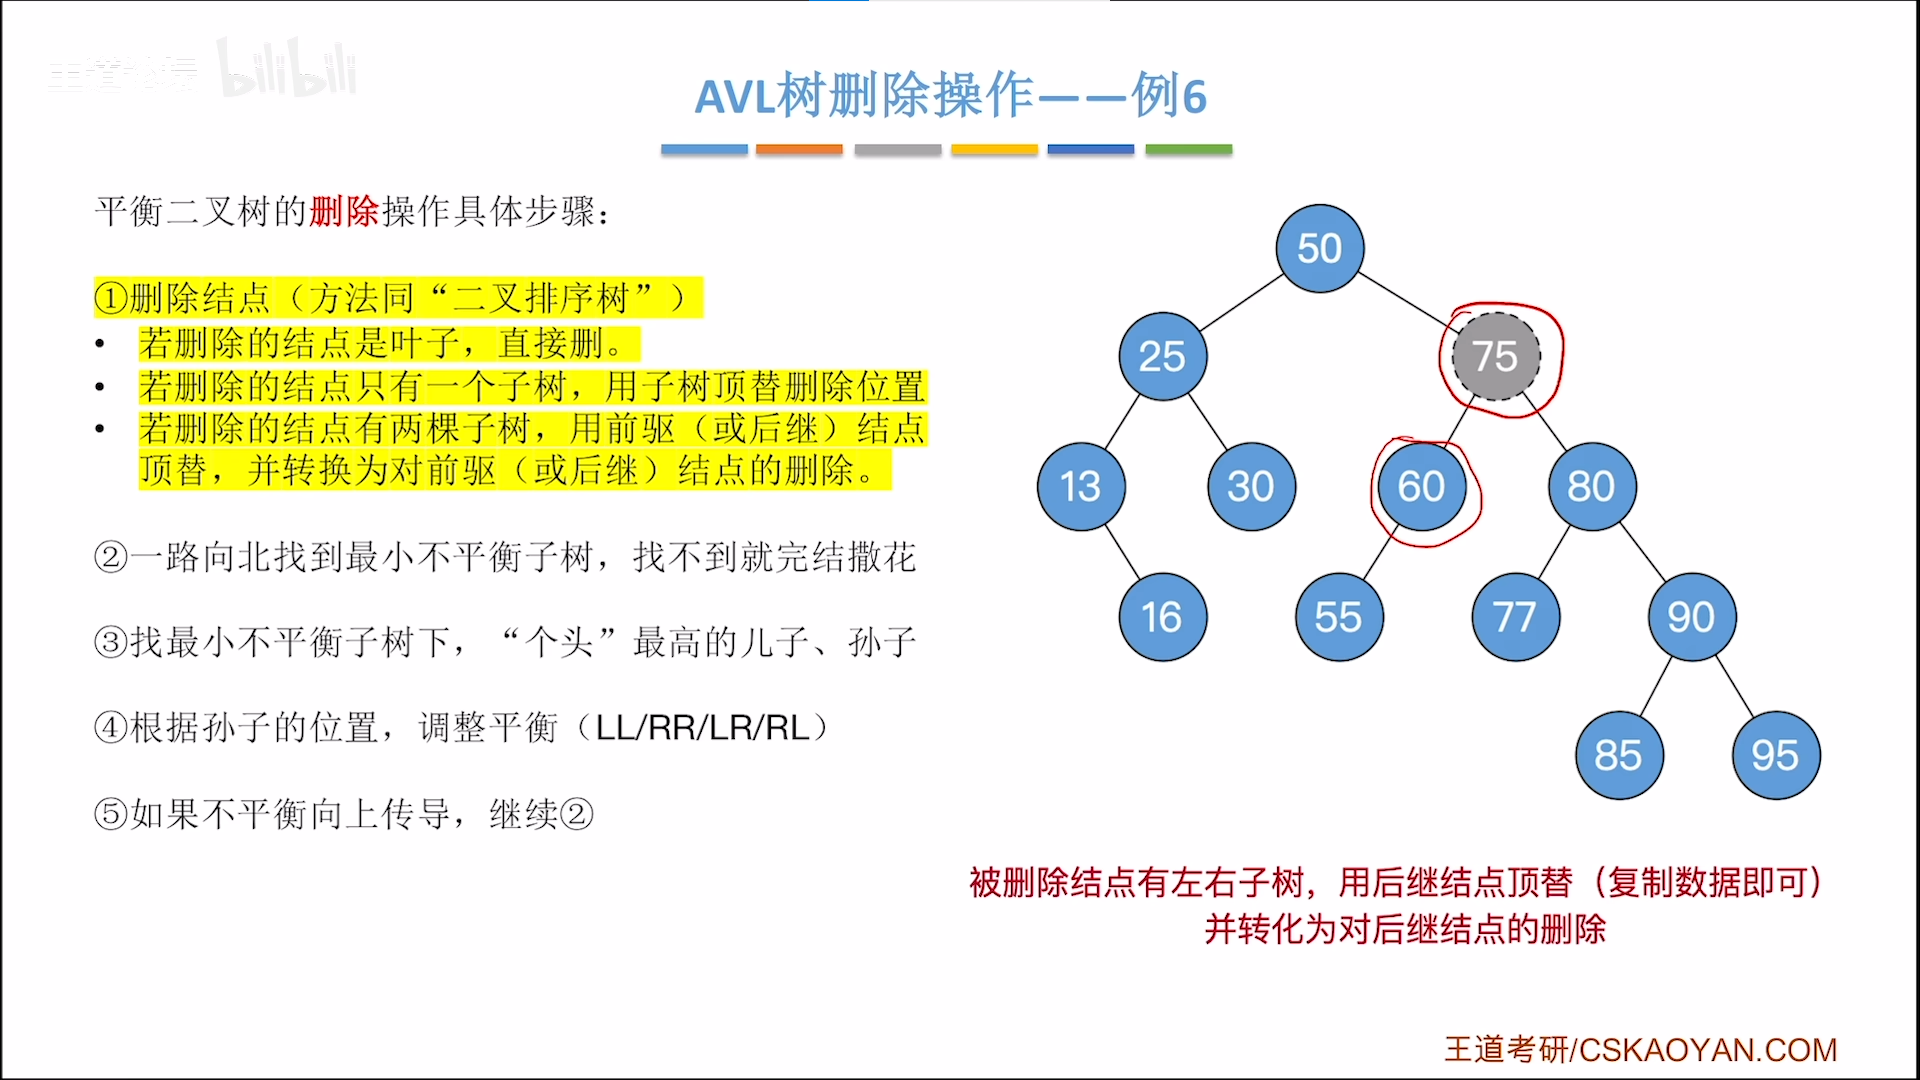 王道论坛 bilibili
AVL树删除操作——例6
平衡二叉树的删除操作具体步骤：
①删除结点（方法同“二叉排序树”）
• 若删除的结点是叶子，直接删。
• 若删除的结点只有一个子树，用子树顶替删除位置
• 若删除的结点有两棵子树，用前驱（或后继）结点
顶替，并转换为对前驱（或后继）结点的删除。
②一路向北找到最小不平衡子树，找不到就完结撒花
③找最小不平衡子树下，“个头”最高的儿子、孙子
④根据孙子的位置，调整平衡（LL/RR/LR/RL）
⑤如果不平衡向上传导，继续②
50
25 75
13 30 60 80
16 55 77 90
85 95
被删除结点有左右子树，用后继结点顶替（复制数据即可）
并转化为对后继结点的删除
王道考研/CSKAOYAN.COM